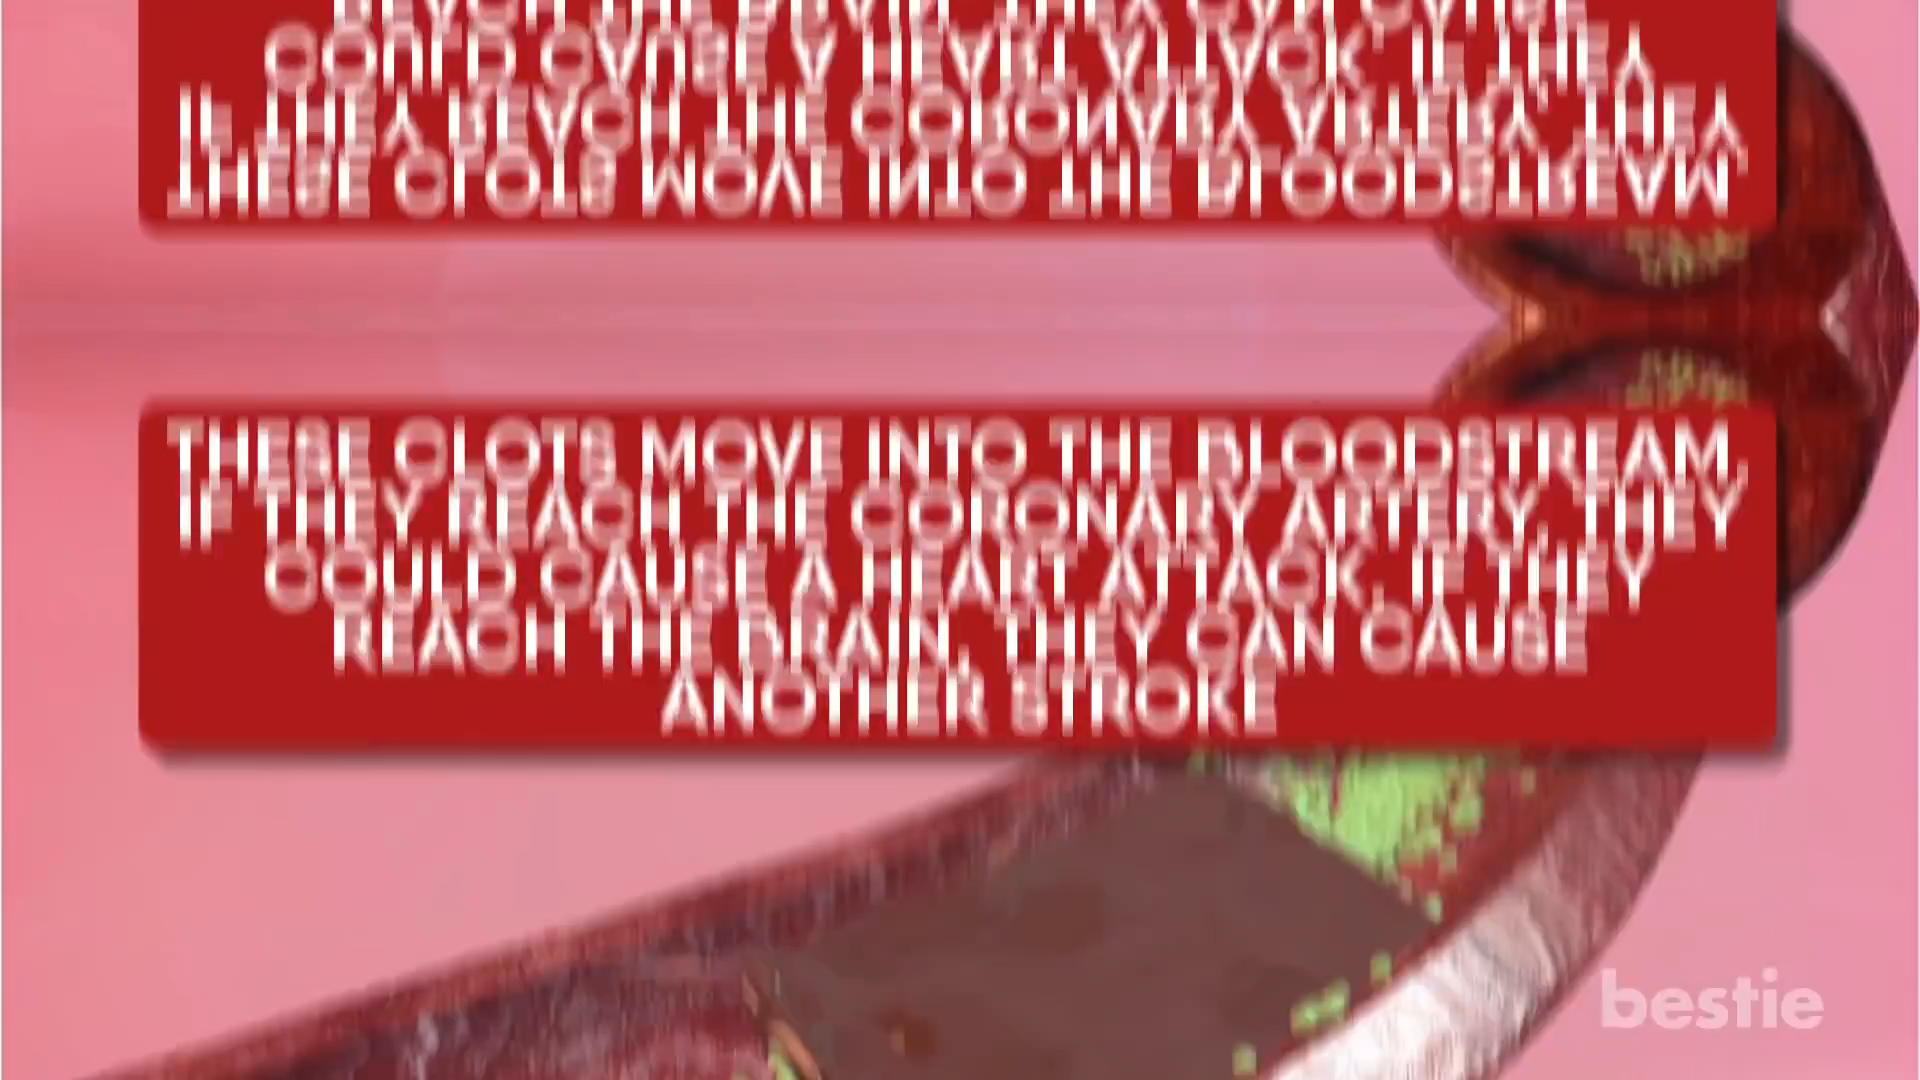 THESE CLOTS MOVE INTO THE BLOODSTREAM.
IF THEY REACH THE CORONARY ARTERY, THEY
COULD CAUSE A HEART ATTACK, IF THEY
REACH THE BRAIN, THEY CAN CAUSE
ANOTHER STROKE
bestie